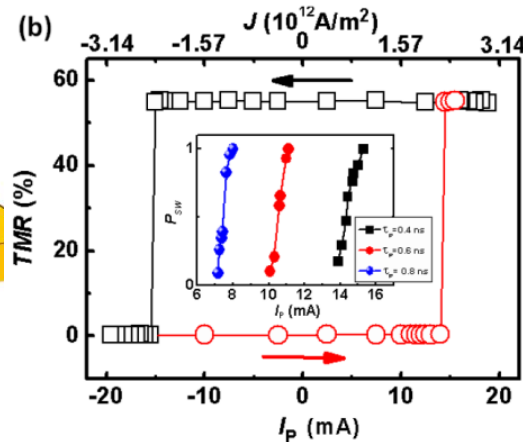 (b)
J (10¹²A/m²)
-3.14 -1.57 0 1.57 3.14
TMR (%)
60
40
20
0
P_SW
1
0
τ_P=0.4 ns
τ_P=0.6 ns
τ_P= 0.8 ns
6 8 10 12 14 16
I_P (mA)
-20 -10 0 10 20
I_P (mA)